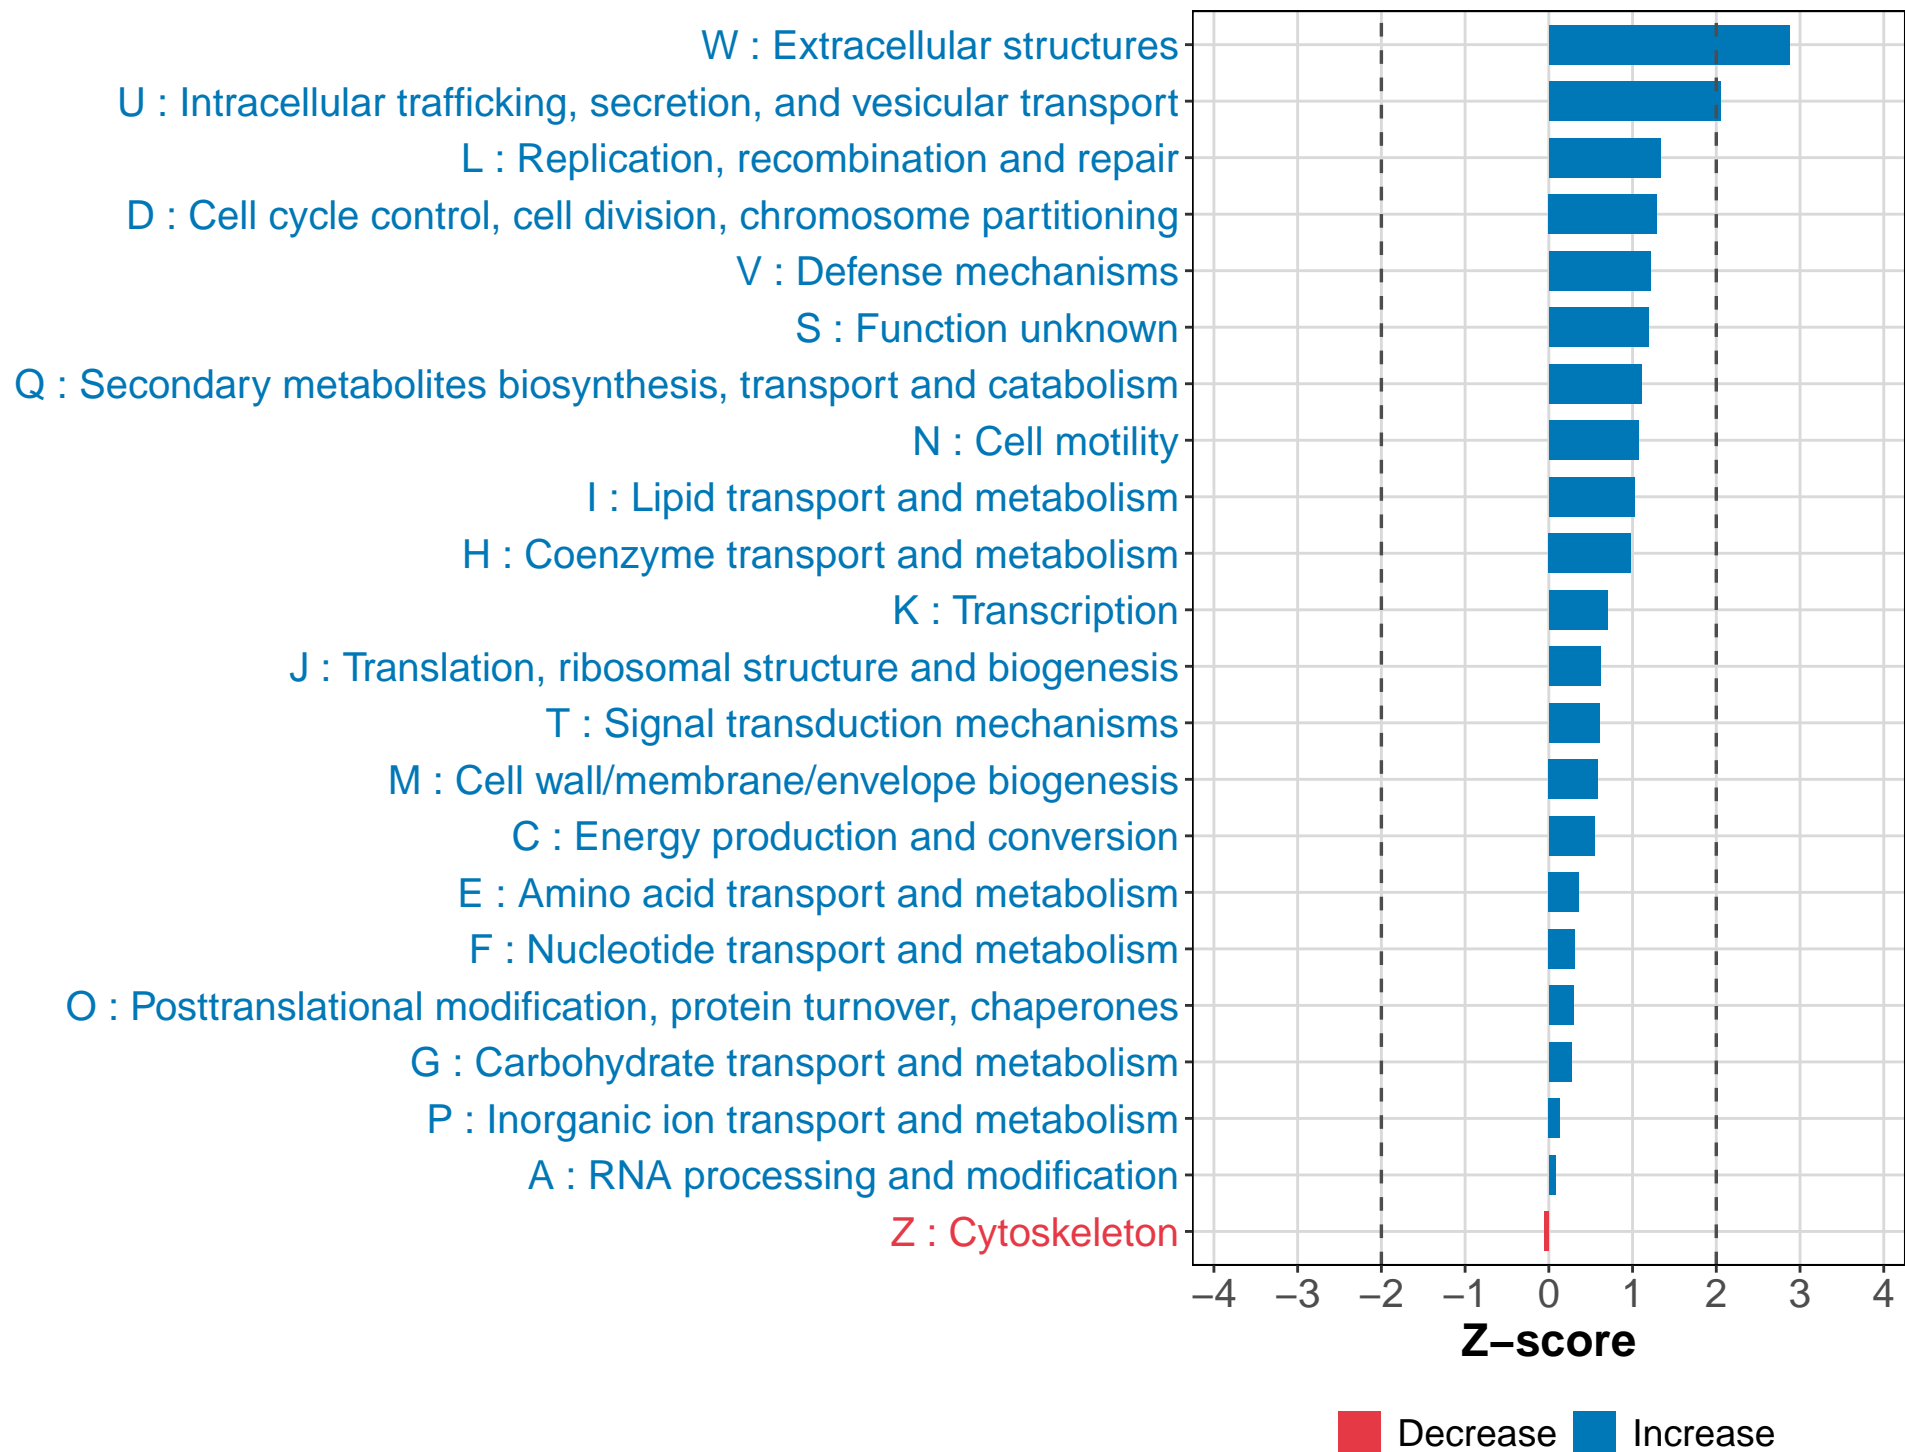 W : Extracellular structures
U : Intracellular trafficking, secretion, and vesicular transport
L : Replication, recombination and repair
D : Cell cycle control, cell division, chromosome partitioning
V : Defense mechanisms
S : Function unknown
Q : Secondary metabolites biosynthesis, transport and catabolism
N : Cell motility
I : Lipid transport and metabolism
H : Coenzyme transport and metabolism
K : Transcription
J : Translation, ribosomal structure and biogenesis
T : Signal transduction mechanisms
M : Cell wall/membrane/envelope biogenesis
C : Energy production and conversion
E : Amino acid transport and metabolism
F : Nucleotide transport and metabolism
O : Posttranslational modification, protein turnover, chaperones
G : Carbohydrate transport and metabolism
P : Inorganic ion transport and metabolism
A : RNA processing and modification
Z : Cytoskeleton
−4 −3 −2 −1 0 1 2 3 4
Z−score
Decrease Increase